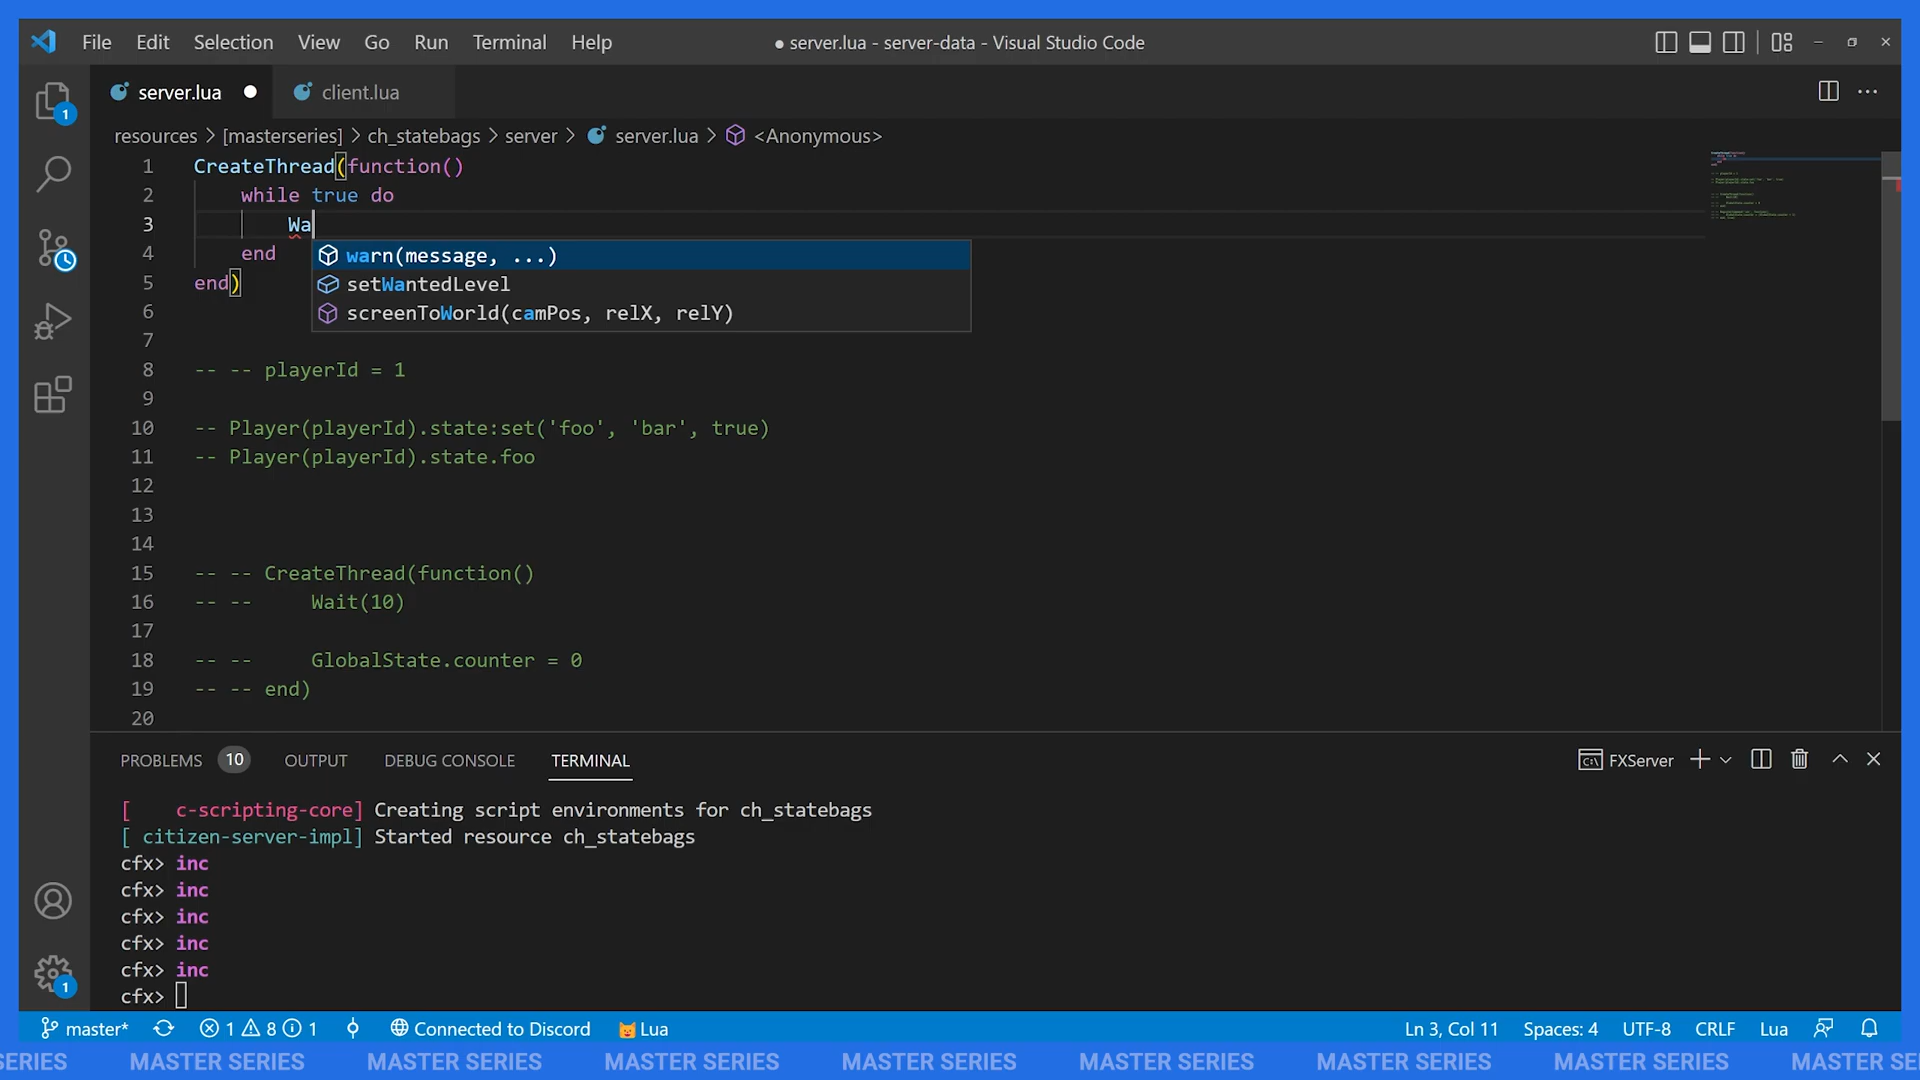 File Edit Selection View Go Run Terminal Help
● server.lua - server-data - Visual Studio Code
server.lua ● client.lua
resources > [masterseries] > ch_statebags > server > server.lua > <Anonymous>
1 CreateThread(function()
2 while true do
3 Wa
4 end
5 end)
warn(message, ...)
setWantedLevel
screenToWorld(camPos, relX, relY)
6
7
8 -- -- playerId = 1
9
10 -- Player(playerId).state:set('foo', 'bar', true)
11 -- Player(playerId).state.foo
12
13
14
15 -- -- CreateThread(function()
16 -- -- Wait(10)
17
18 -- -- GlobalState.counter = 0
19 -- -- end)
20
PROBLEMS 10 OUTPUT DEBUG CONSOLE TERMINAL FXServer
[ c-scripting-core] Creating script environments for ch_statebags
[ citizen-server-impl] Started resource ch_statebags
cfx> inc
cfx> inc
cfx> inc
cfx> inc
cfx> inc
cfx>
master* 1 8 1 Connected to Discord Lua Ln 3, Col 11 Spaces: 4 UTF-8 CRLF Lua
SERIES MASTER SERIES MASTER SERIES MASTER SERIES MASTER SERIES MASTER SERIES MASTER SERIES MASTER SERIES MASTER SE
1
1